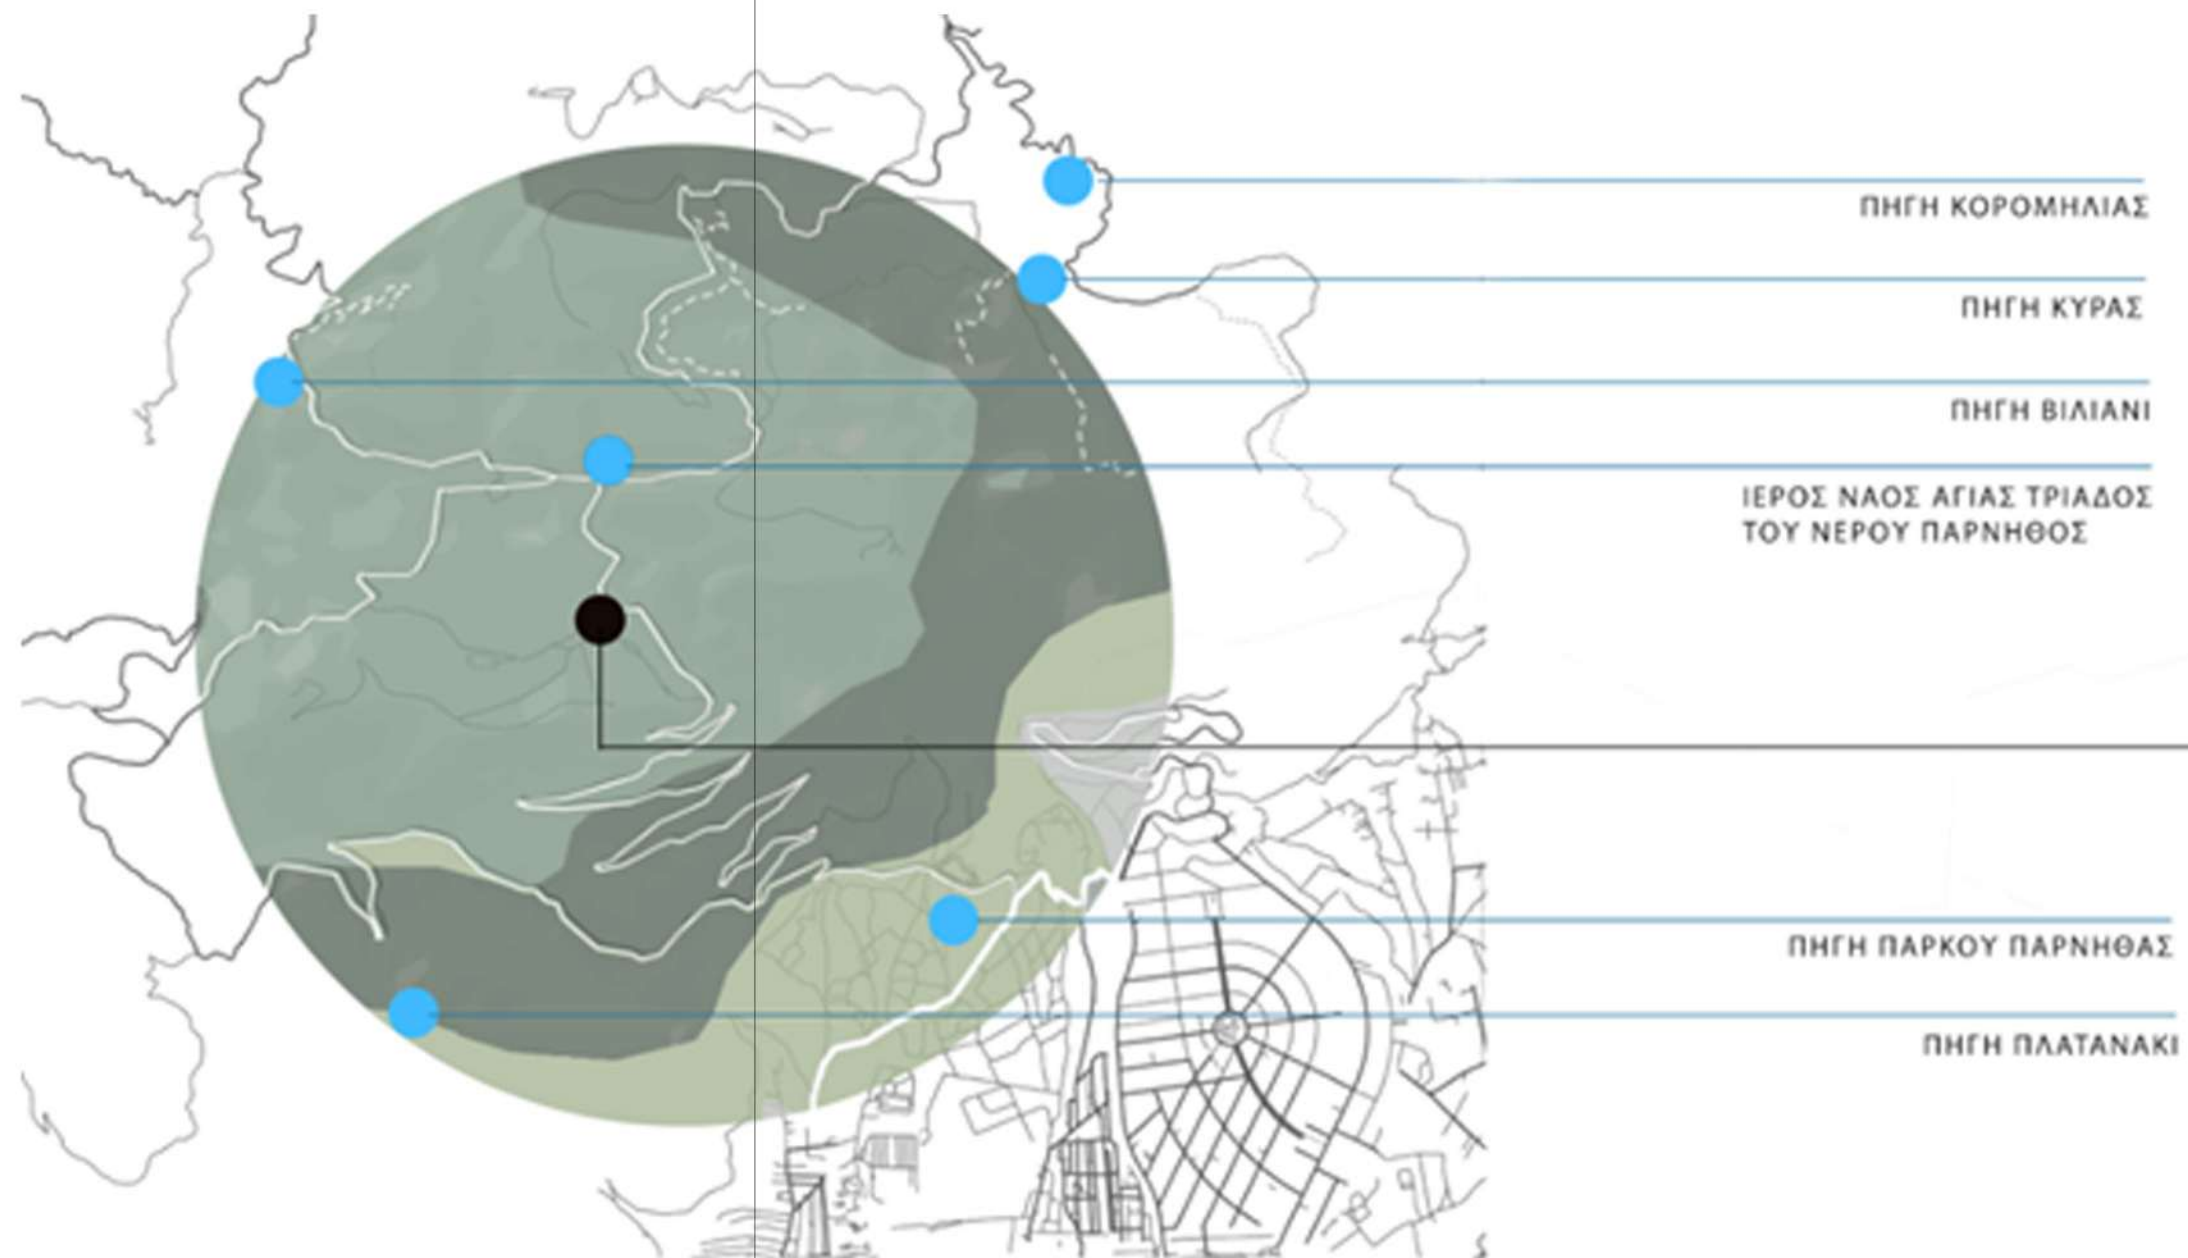 ΠΗΓΗ ΚΟΡΟΜΗΛΙΑΣ
ΠΗΓΗ ΚΥΡΑΣ
ΠΗΓΗ ΒΙΛΙΑΝΙ
ΙΕΡΟΣ ΝΑΟΣ ΑΓΙΑΣ ΤΡΙΑΔΟΣ
ΤΟΥ ΝΕΡΟΥ ΠΑΡΝΗΘΟΣ
ΠΗΓΗ ΠΑΡΚΟΥ ΠΑΡΝΗΘΑΣ
ΠΗΓΗ ΠΛΑΤΑΝΑΚΙ